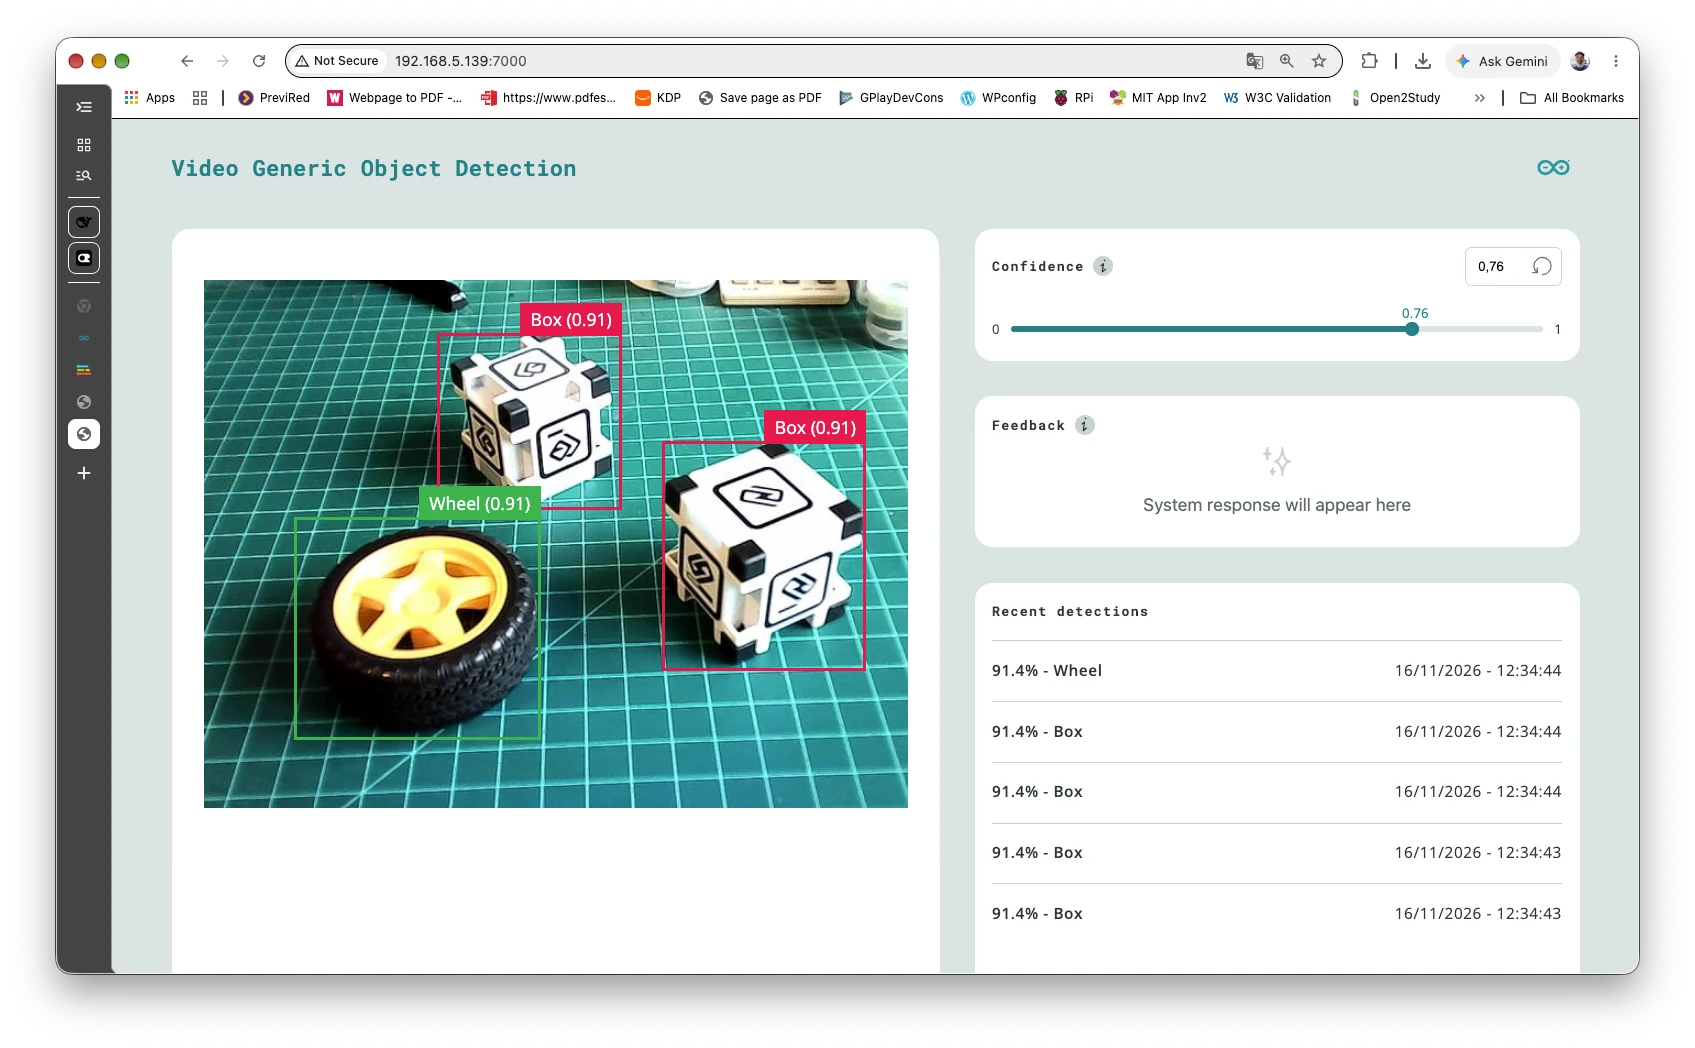 Not Secure 192.168.5.139:7000 Ask Gemini
Apps PreviRed Webpage to PDF -... https://www.pdfes... KDP Save page as PDF GPlayDevCons WPconfig RPi MIT App Inv2 W3C Validation Open2Study >> All Bookmarks
Video Generic Object Detection
Box (0.91)
Box (0.91)
Wheel (0.91)
Confidence i 0,76
0.76
0 1
Feedback i
System response will appear here
Recent detections
91.4% - Wheel 16/11/2026 - 12:34:44
91.4% - Box 16/11/2026 - 12:34:44
91.4% - Box 16/11/2026 - 12:34:44
91.4% - Box 16/11/2026 - 12:34:43
91.4% - Box 16/11/2026 - 12:34:43